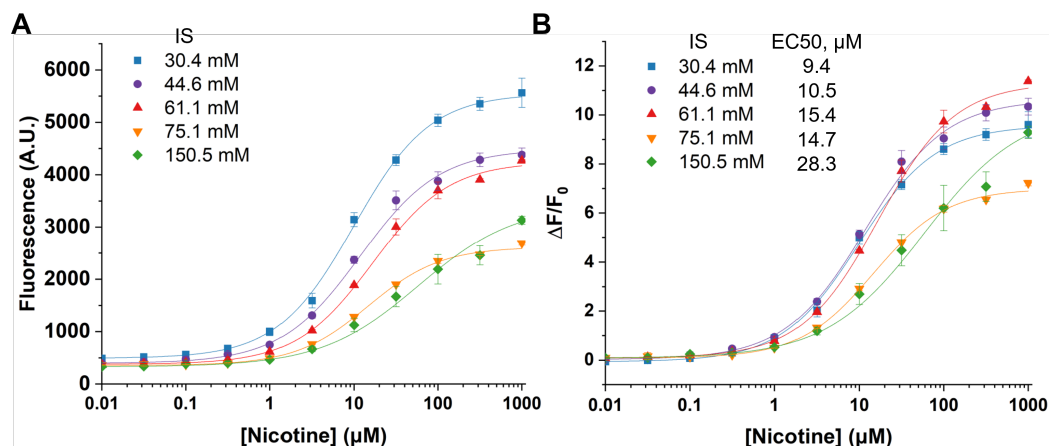 A
IS
30.4 mM
44.6 mM
61.1 mM
75.1 mM
150.5 mM
Fluorescence (A.U.)
6000
5000
4000
3000
2000
1000
0
0.01 0.1 1 10 100 1000
[Nicotine] (µM)
B
IS EC50, µM
30.4 mM 9.4
44.6 mM 10.5
61.1 mM 15.4
75.1 mM 14.7
150.5 mM 28.3
ΔF/F0
12
10
8
6
4
2
0
0.01 0.1 1 10 100 1000
[Nicotine] (µM)